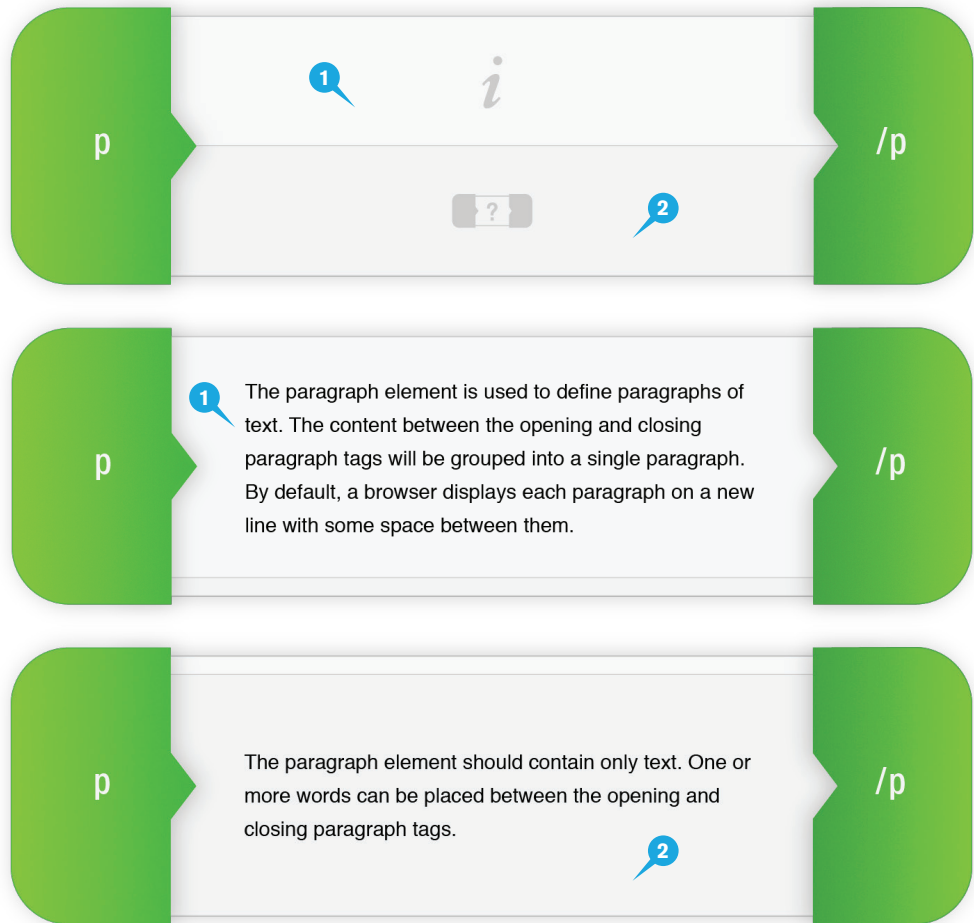 p
1
i
/p
?
2
p
1
The paragraph element is used to define paragraphs of
text. The content between the opening and closing
paragraph tags will be grouped into a single paragraph.
By default, a browser displays each paragraph on a new
line with some space between them.
/p
p
The paragraph element should contain only text. One or
more words can be placed between the opening and
closing paragraph tags.
/p
2